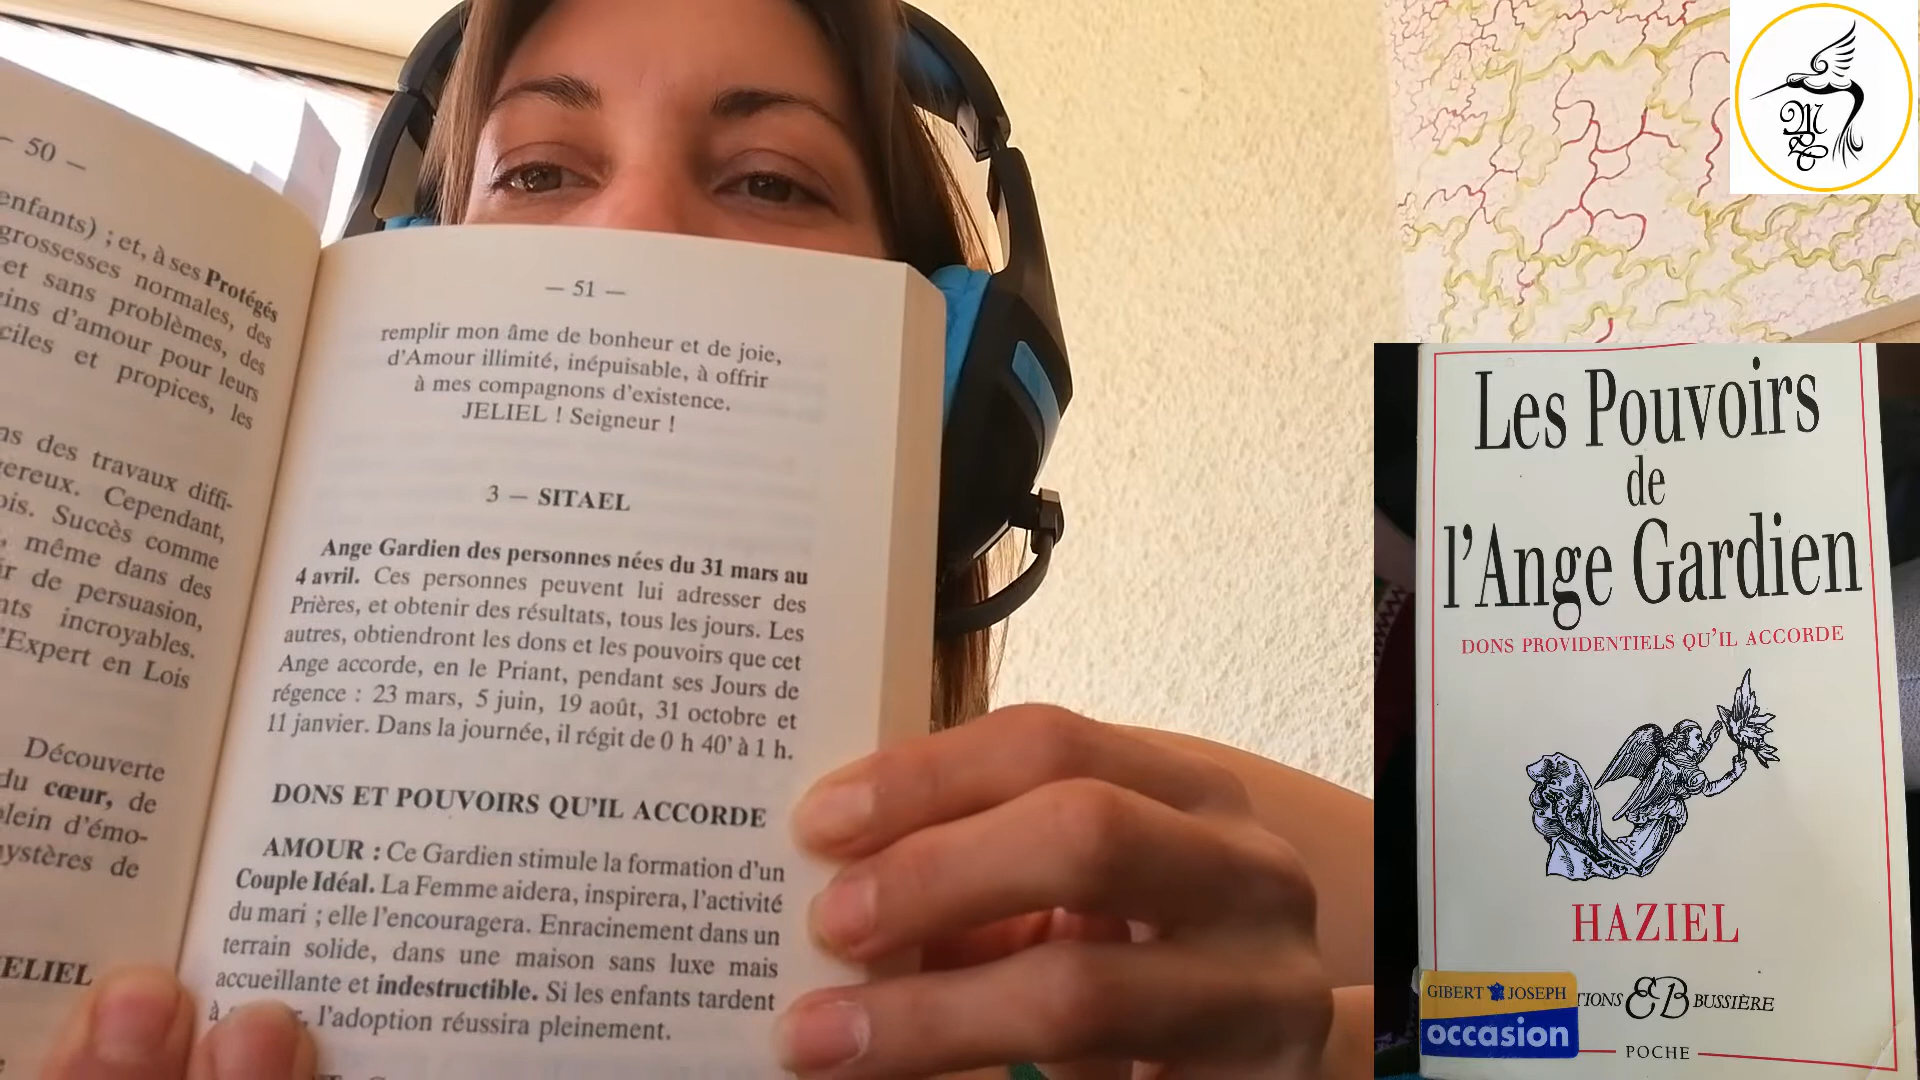 — 50 —
enfants) ; et, à ses Protégés
grossesses normales, des
et sans problèmes, des
d'amour pour leurs
ciles et propices, les
des travaux diffi-
gereux. Cependant,
ois. Succès comme
même dans des
de persuasion,
incroyables.
'Expert en Lois
Découverte
du cœur, de
plein d'émo-
ystères de
ELIEL
— 51 —
remplir mon âme de bonheur et de joie,
d'Amour illimité, inépuisable, à offrir
à mes compagnons d'existence.
JELIEL ! Seigneur !
3 — SITAEL
Ange Gardien des personnes nées du 31 mars au
4 avril. Ces personnes peuvent lui adresser des
Prières, et obtenir des résultats, tous les jours. Les
autres, obtiendront les dons et les pouvoirs que cet
Ange accorde, en le Priant, pendant ses Jours de
régence : 23 mars, 5 juin, 19 août, 31 octobre et
11 janvier. Dans la journée, il régit de 0 h 40' à 1 h.
DONS ET POUVOIRS QU'IL ACCORDE
AMOUR : Ce Gardien stimule la formation d'un
Couple Idéal. La Femme aidera, inspirera, l'activité
du mari ; elle l'encouragera. Enracinement dans un
terrain solide, dans une maison sans luxe mais
accueillante et indestructible. Si les enfants tardent
à l'adoption réussira pleinement.
Les Pouvoirs
de
l'Ange Gardien
DONS PROVIDENTIELS QU'IL ACCORDE
HAZIEL
TIONS EB BUSSIÈRE
GIBERT JOSEPH
occasion
POCHE